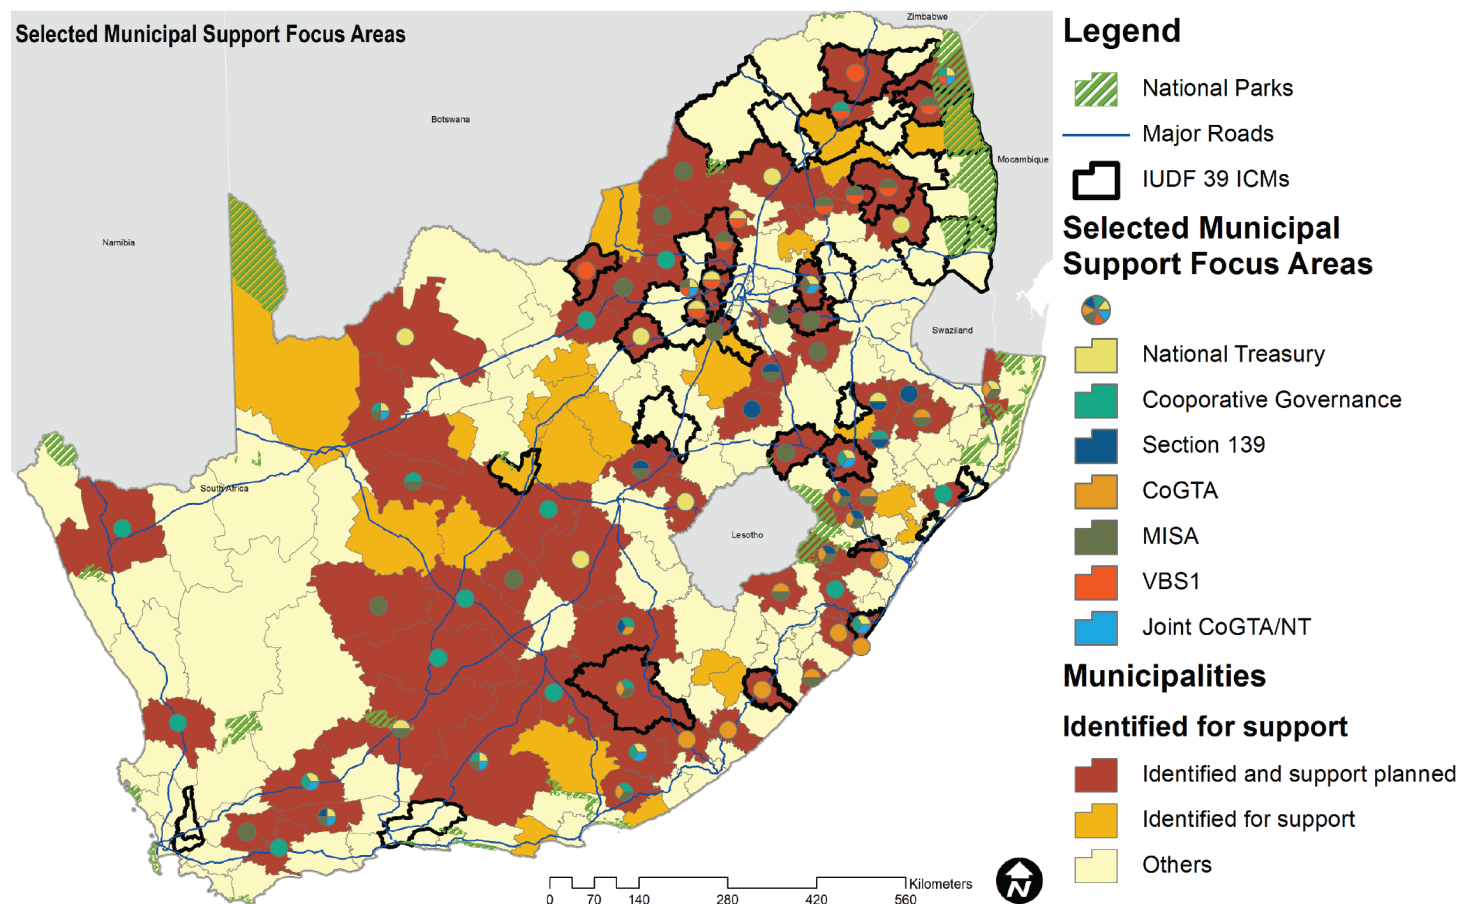 Selected Municipal Support Focus Areas
Zimbabwe
Botswana
Mocambique
Namibia
Swaziland
South Africa
Lesotho
Kilometers
0 70 140 280 420 560
N
Legend
National Parks
Major Roads
IUDF 39 ICMs
Selected Municipal
Support Focus Areas
National Treasury
Cooporative Governance
Section 139
CoGTA
MISA
VBS1
Joint CoGTA/NT
Municipalities
Identified for support
Identified and support planned
Identified for support
Others